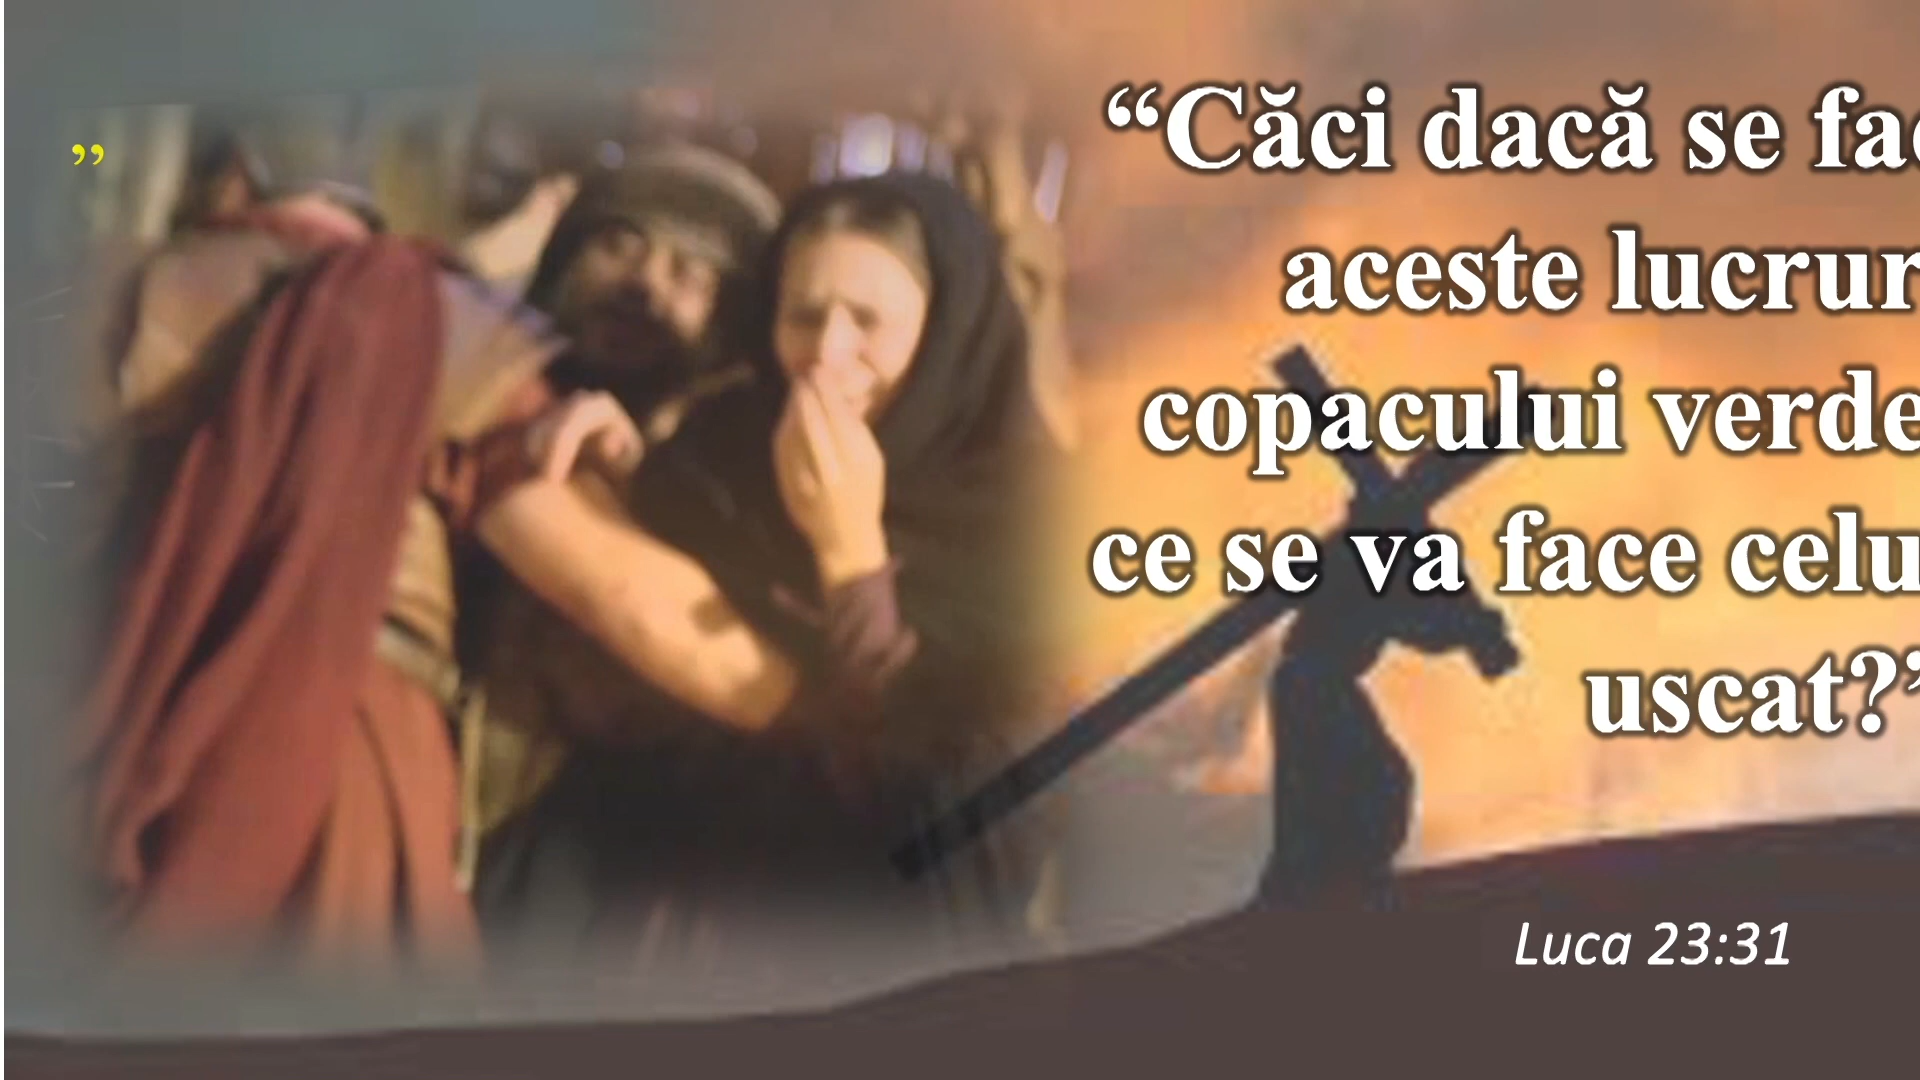 ”
“Căci dacă se fac
aceste lucrur
copacului verde
ce se va face celu
uscat?”
Luca 23:31